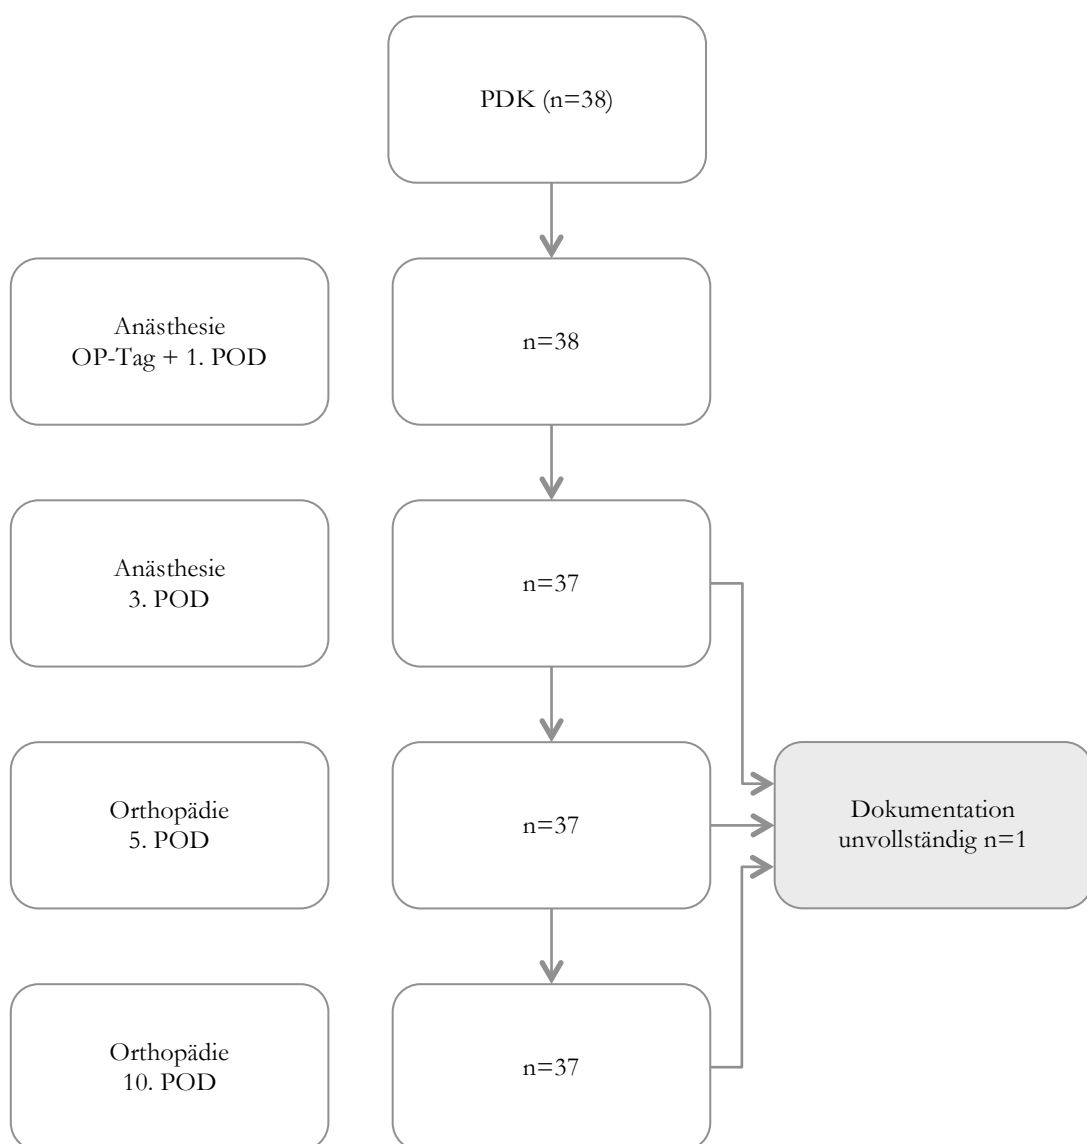 PDK (n=38)
Anästhesie
OP-Tag + 1. POD
n=38
Anästhesie
3. POD
n=37
Orthopädie
5. POD
n=37
Dokumentation
unvollständig n=1
Orthopädie
10. POD
n=37